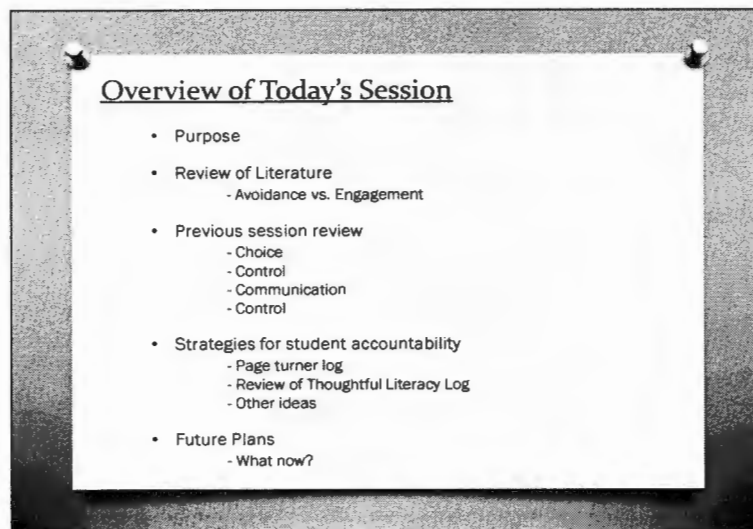 Overview of Today's Session
• Purpose
• Review of Literature
- Avoidance vs. Engagement
• Previous session review
- Choice
- Control
- Communication
- Control
• Strategies for student accountability
- Page turner log
- Review of Thoughtful Literacy Log
- Other ideas
• Future Plans
- What now?